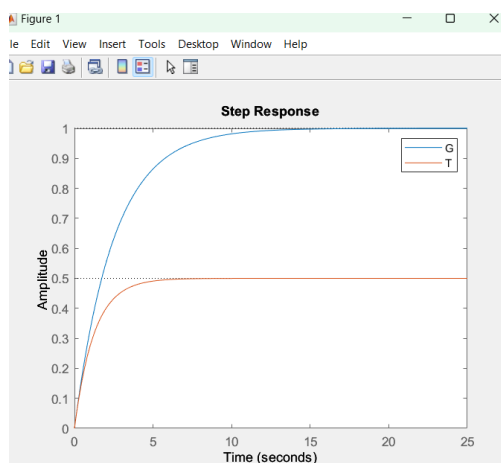 Figure 1
le Edit View Insert Tools Desktop Window Help
Step Response
1
0.9
0.8
0.7
0.6
0.5
0.4
0.3
0.2
0.1
0
Amplitude
G
T
0 5 10 15 20 25
Time (seconds)